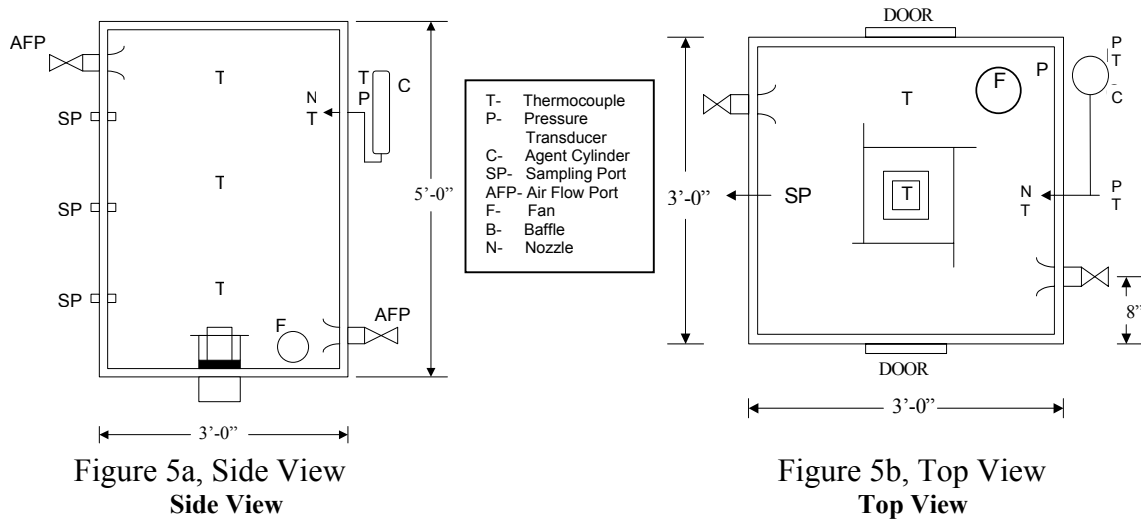 AFP
T
SP
T
SP
T
SP
T
F
N
T
T
P
C
AFP
5’-0”
3’-0”
Figure 5a, Side View
Side View
T- Thermocouple
P- Pressure
Transducer
C- Agent Cylinder
SP- Sampling Port
AFP- Air Flow Port
F- Fan
B- Baffle
N- Nozzle
DOOR
F
P
P
T
C
T
3’-0”
SP
T
N
T
P
T
8”
DOOR
3’-0”
Figure 5b, Top View
Top View